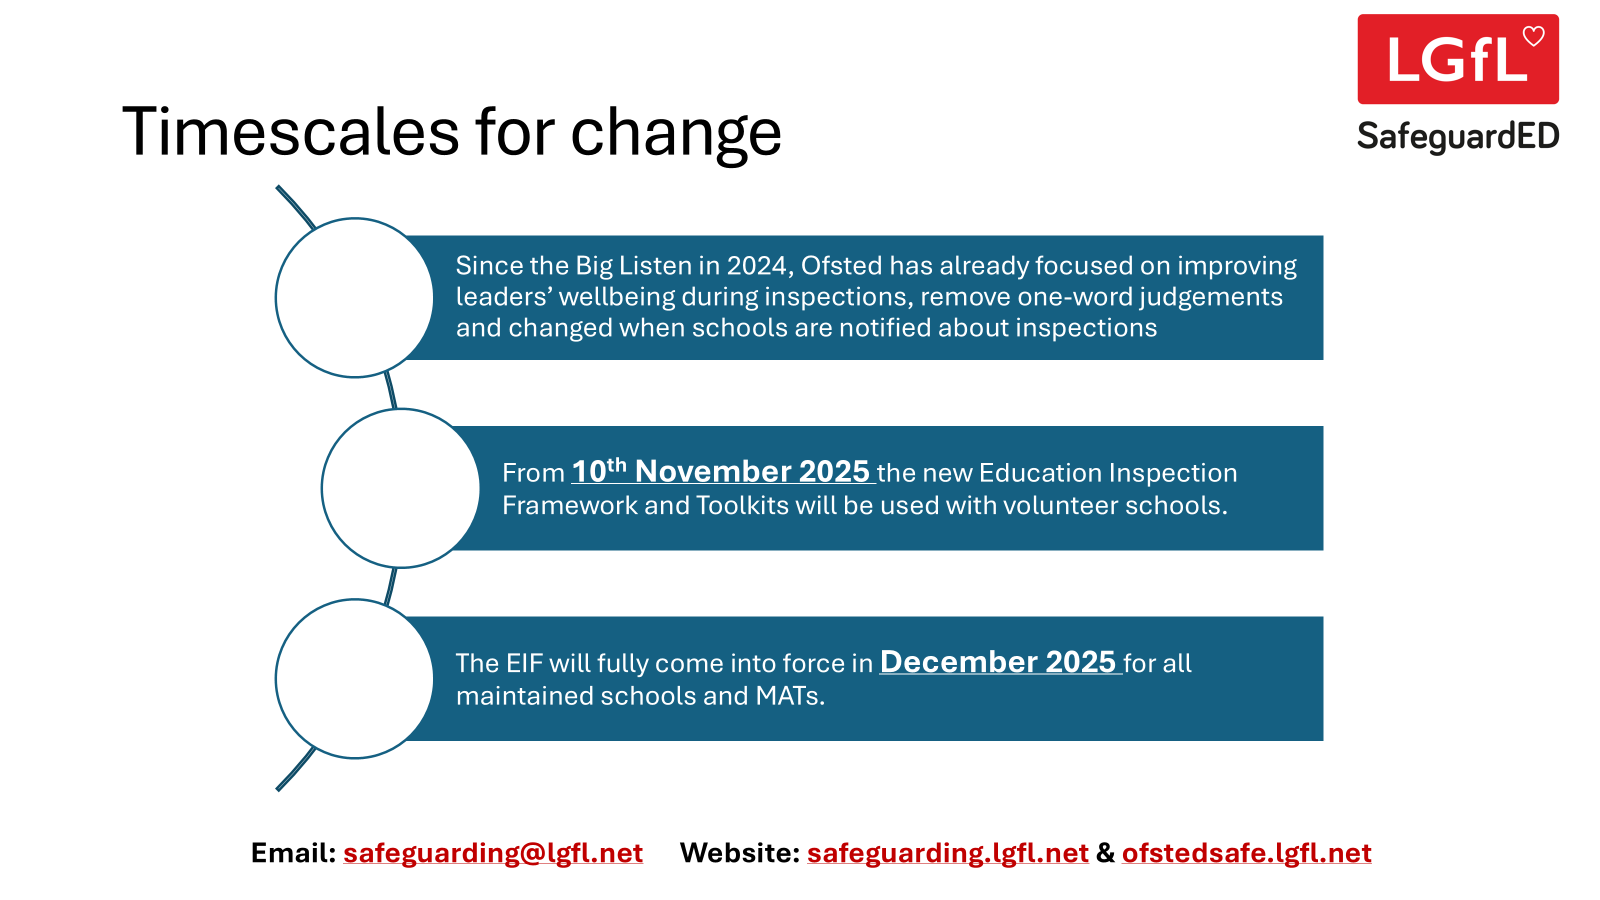 LGfL
SafeguardED
Timescales for change
Since the Big Listen in 2024, Ofsted has already focused on improving
leaders’ wellbeing during inspections, remove one-word judgements
and changed when schools are notified about inspections
From 10th November 2025 the new Education Inspection
Framework and Toolkits will be used with volunteer schools.
The EIF will fully come into force in December 2025 for all
maintained schools and MATs.
Email: safeguarding@lgfl.net Website: safeguarding.lgfl.net & ofstedsafe.lgfl.net